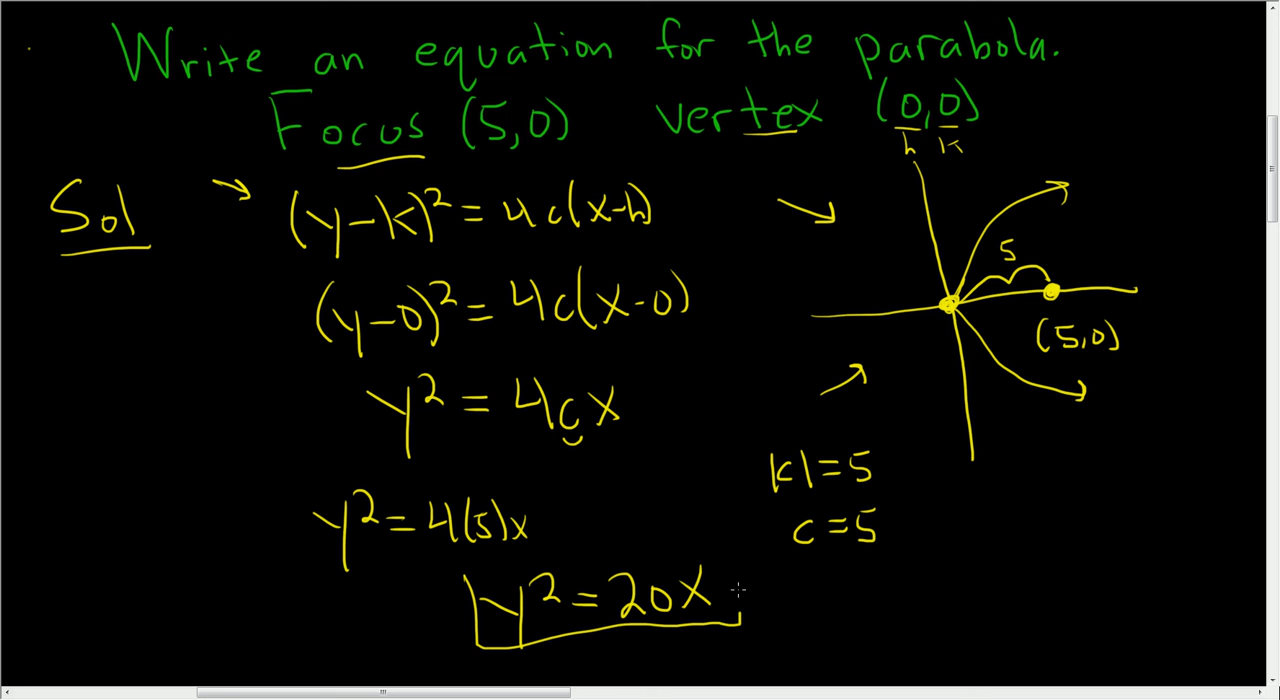 Write an equation for the parabola.
Focus (5,0) vertex (0,0)
h k
Sol
(y-k)² = 4c(x-h)
(y-0)² = 4c(x-0)
y² = 4cx
y² = 4(5)x
y² = 20x
5
(5,0)
|c| = 5
c = 5